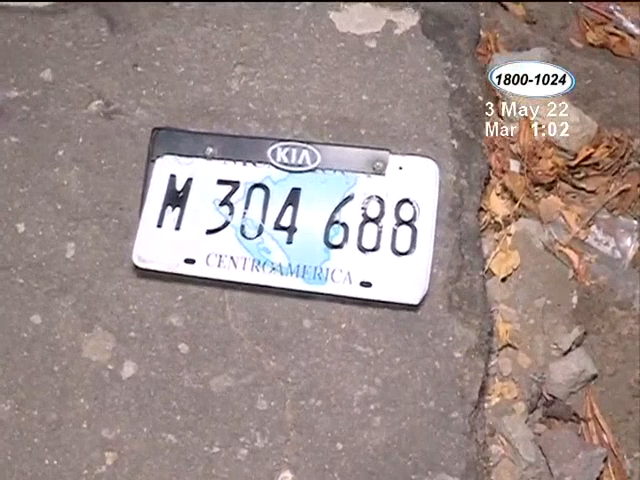 1800-1024
3 May 22
Mar 1:02
KIA
M 304 688
CENTROAMERICA